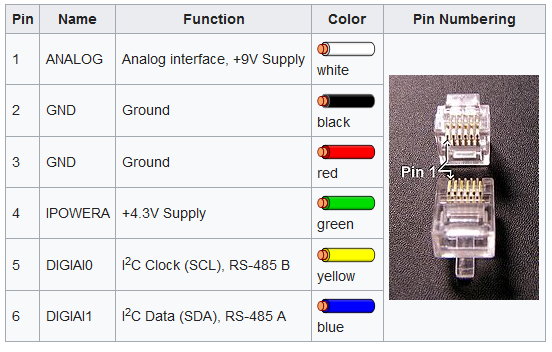 Pin Name Function Color Pin Numbering
1 ANALOG Analog interface, +9V Supply white
2 GND Ground black
3 GND Ground red
4 IPOWERA +4.3V Supply green
5 DIGIAI0 I²C Clock (SCL), RS-485 B yellow
6 DIGIAI1 I²C Data (SDA), RS-485 A blue
Pin 1